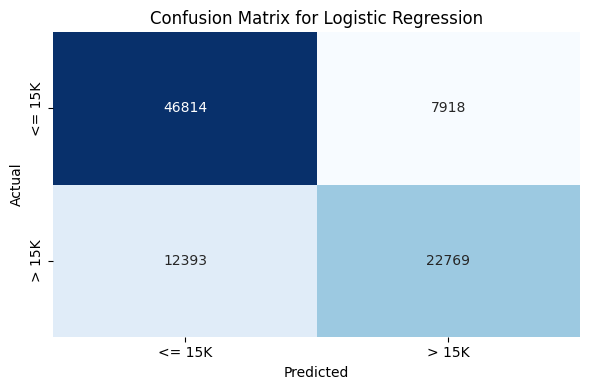 Confusion Matrix for Logistic Regression
Actual
<= 15K
46814
7918
> 15K
12393
22769
<= 15K
> 15K
Predicted